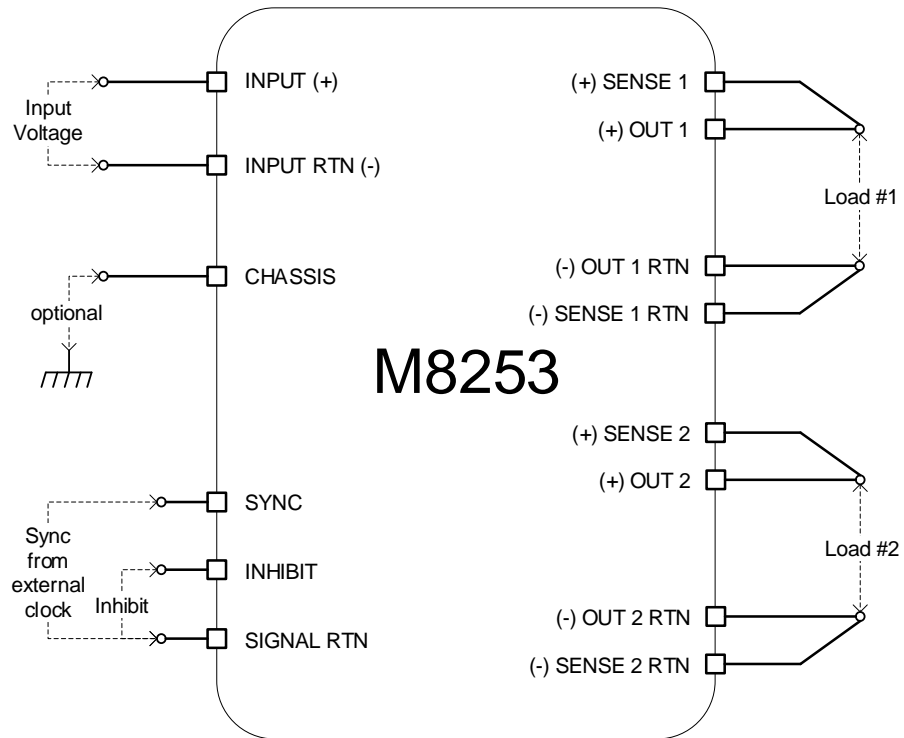 INPUT (+)
Input
Voltage
INPUT RTN (-)
CHASSIS
optional
SYNC
Sync
from
external
clock
INHIBIT
Inhibit
SIGNAL RTN
M8253
(+) SENSE 1
(+) OUT 1
Load #1
(-) OUT 1 RTN
(-) SENSE 1 RTN
(+) SENSE 2
(+) OUT 2
Load #2
(-) OUT 2 RTN
(-) SENSE 2 RTN